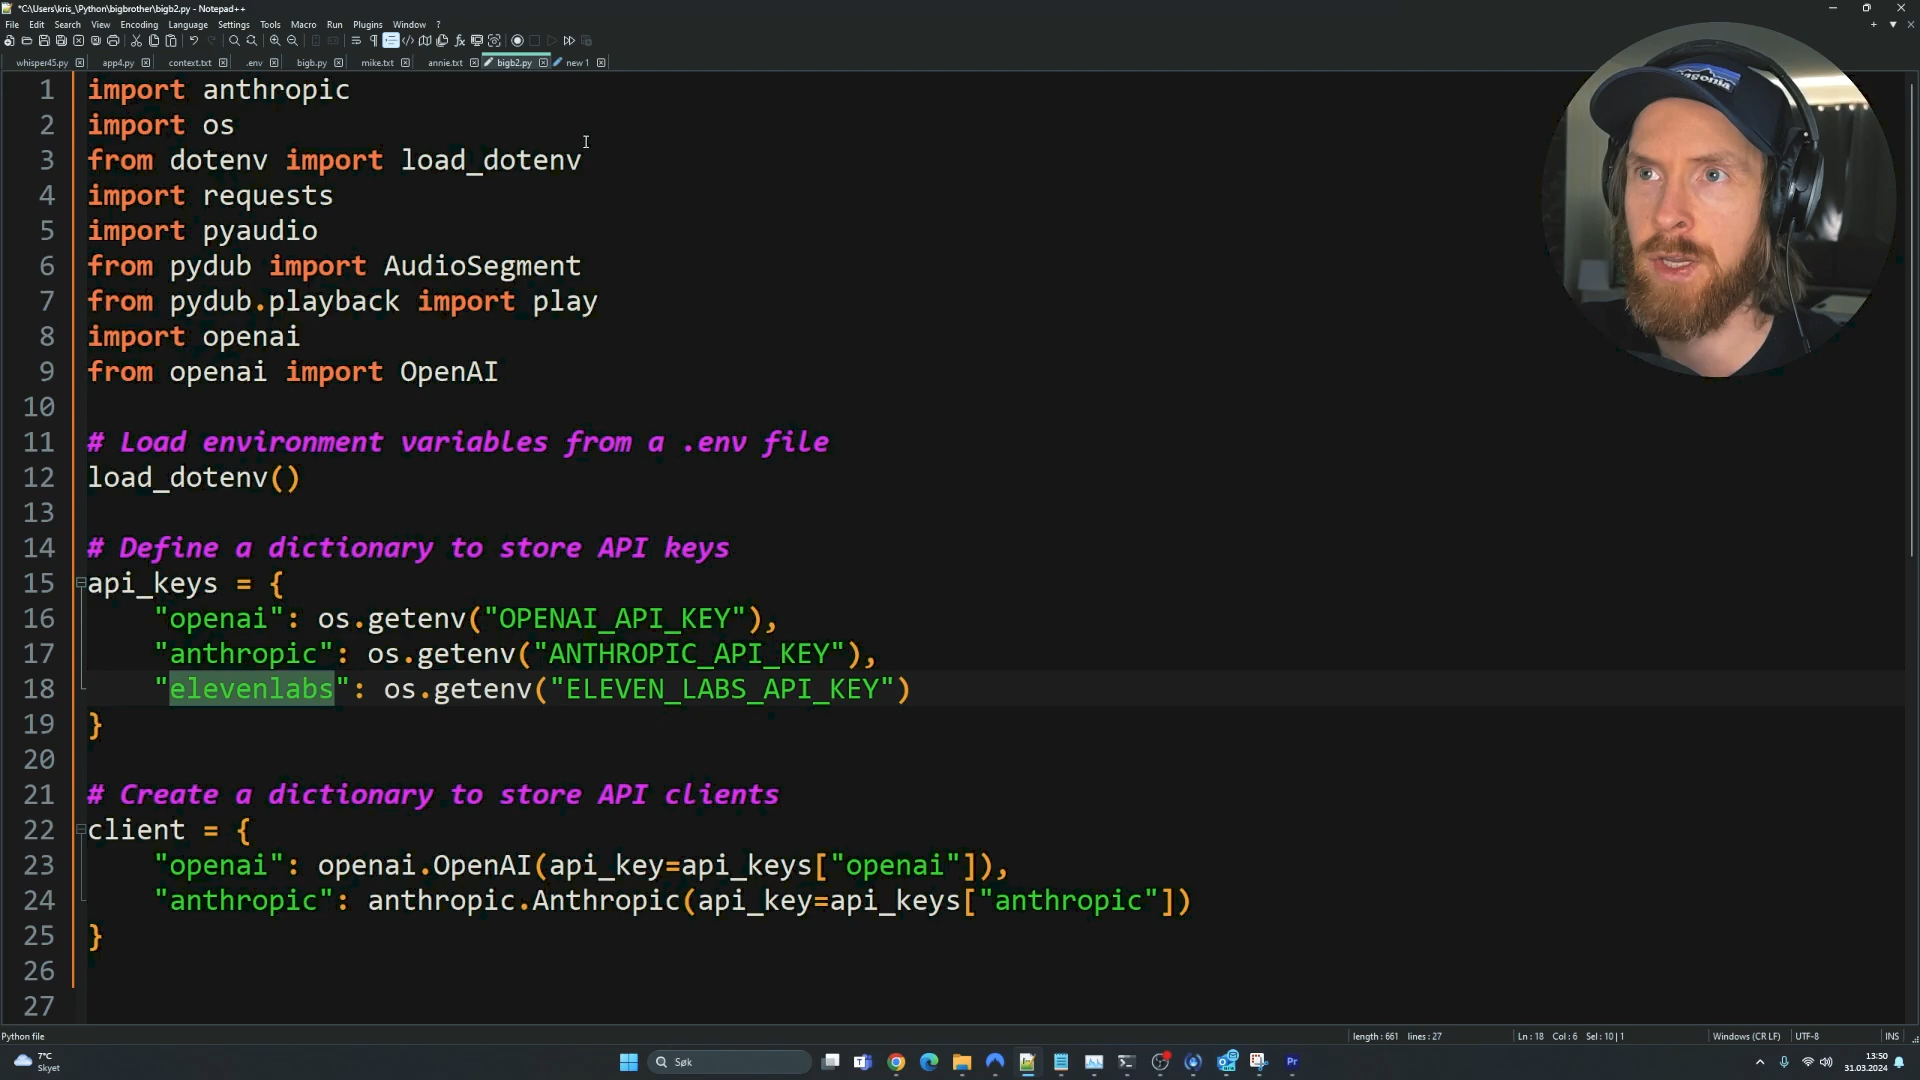 *C:\Users\kris_\Python\bigbrother\bigb2.py - Notepad++
File Edit Search View Encoding Language Settings Tools Macro Run Plugins Window ?
whisper45.py app4.py context.txt .env bigb.py mike.txt annie.txt bigb2.py new 1
1 import anthropic
2 import os
3 from dotenv import load_dotenv
4 import requests
5 import pyaudio
6 from pydub import AudioSegment
7 from pydub.playback import play
8 import openai
9 from openai import OpenAI
10
11 # Load environment variables from a .env file
12 load_dotenv()
13
14 # Define a dictionary to store API keys
15 api_keys = {
16 "openai": os.getenv("OPENAI_API_KEY"),
17 "anthropic": os.getenv("ANTHROPIC_API_KEY"),
18 "elevenlabs": os.getenv("ELEVEN_LABS_API_KEY")
19 }
20
21 # Create a dictionary to store API clients
22 client = {
23 "openai": openai.OpenAI(api_key=api_keys["openai"]),
24 "anthropic": anthropic.Anthropic(api_key=api_keys["anthropic"])
25 }
26
27
Python file length : 661 lines : 27 Ln : 18 Col : 6 Sel : 10 | 1 Windows (CR LF) UTF-8 INS
7°C
Skyet
Søk
Pr
13:50
31.03.2024